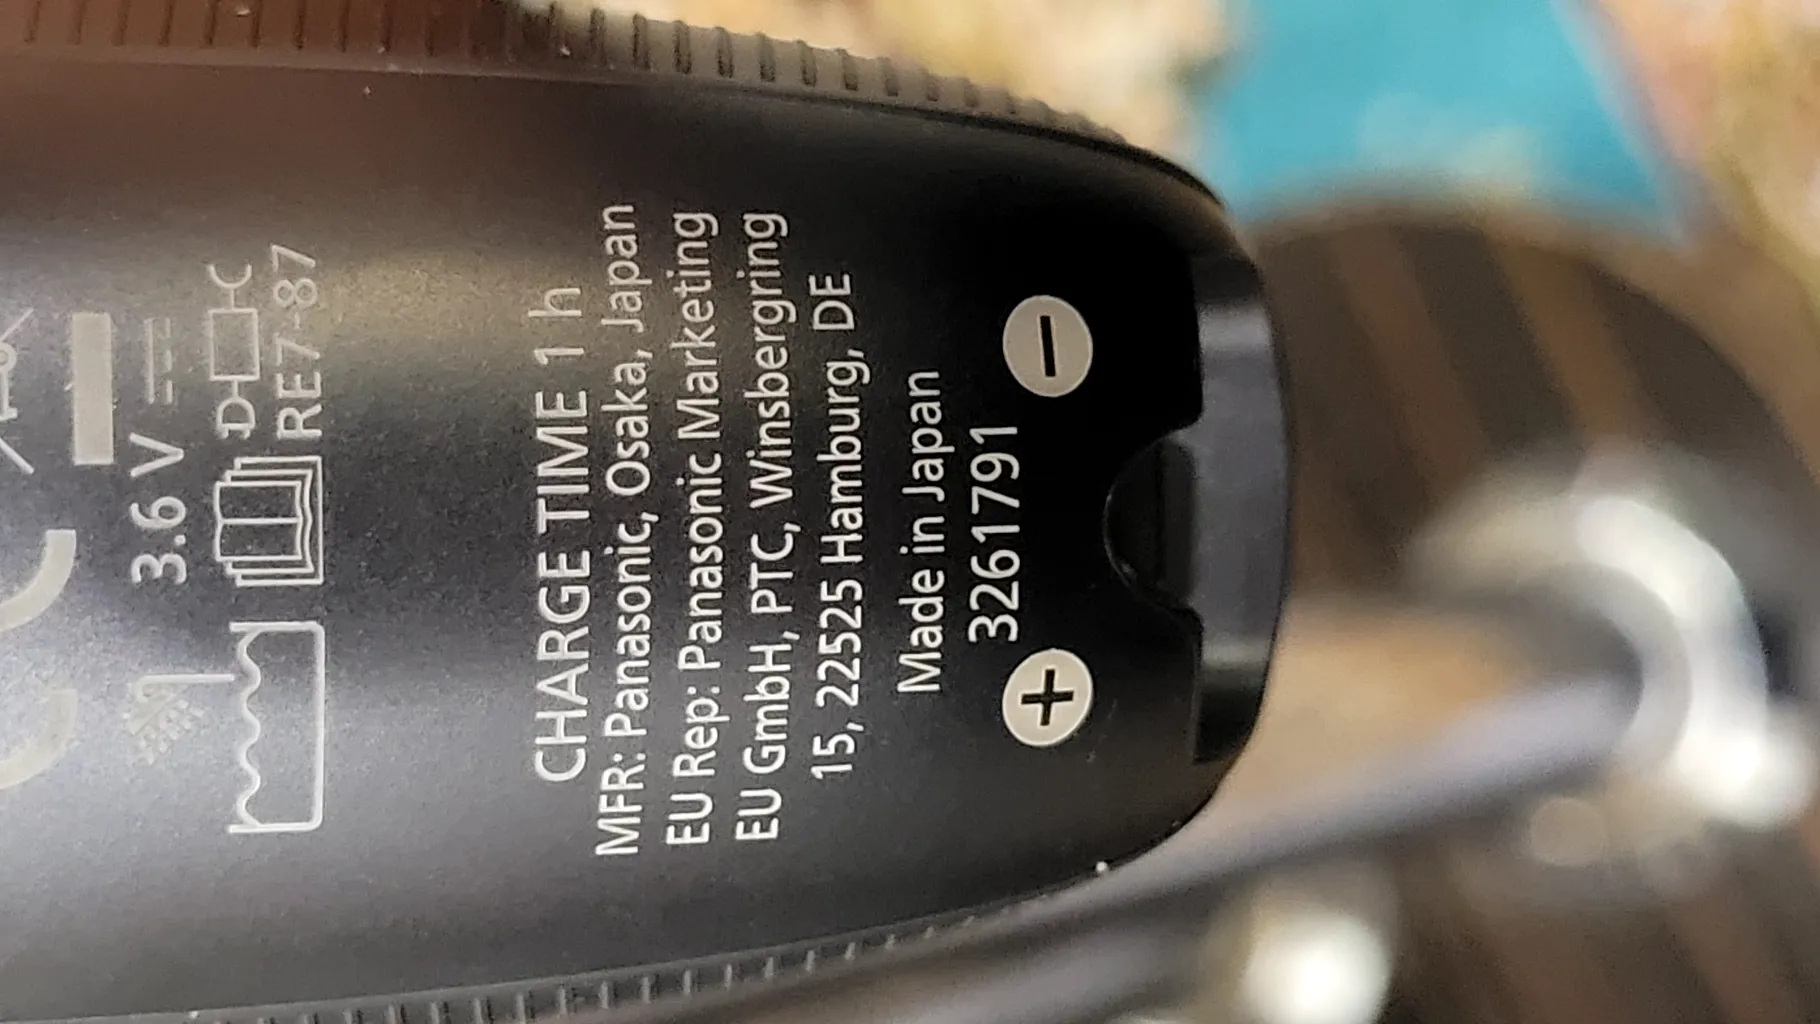 3.6 V
RE7-87
CHARGE TIME 1 h
MFR: Panasonic, Osaka, Japan
EU Rep: Panasonic Marketing
EU GmbH, PTC, Winsbergring
15, 22525 Hamburg, DE
Made in Japan
3261791